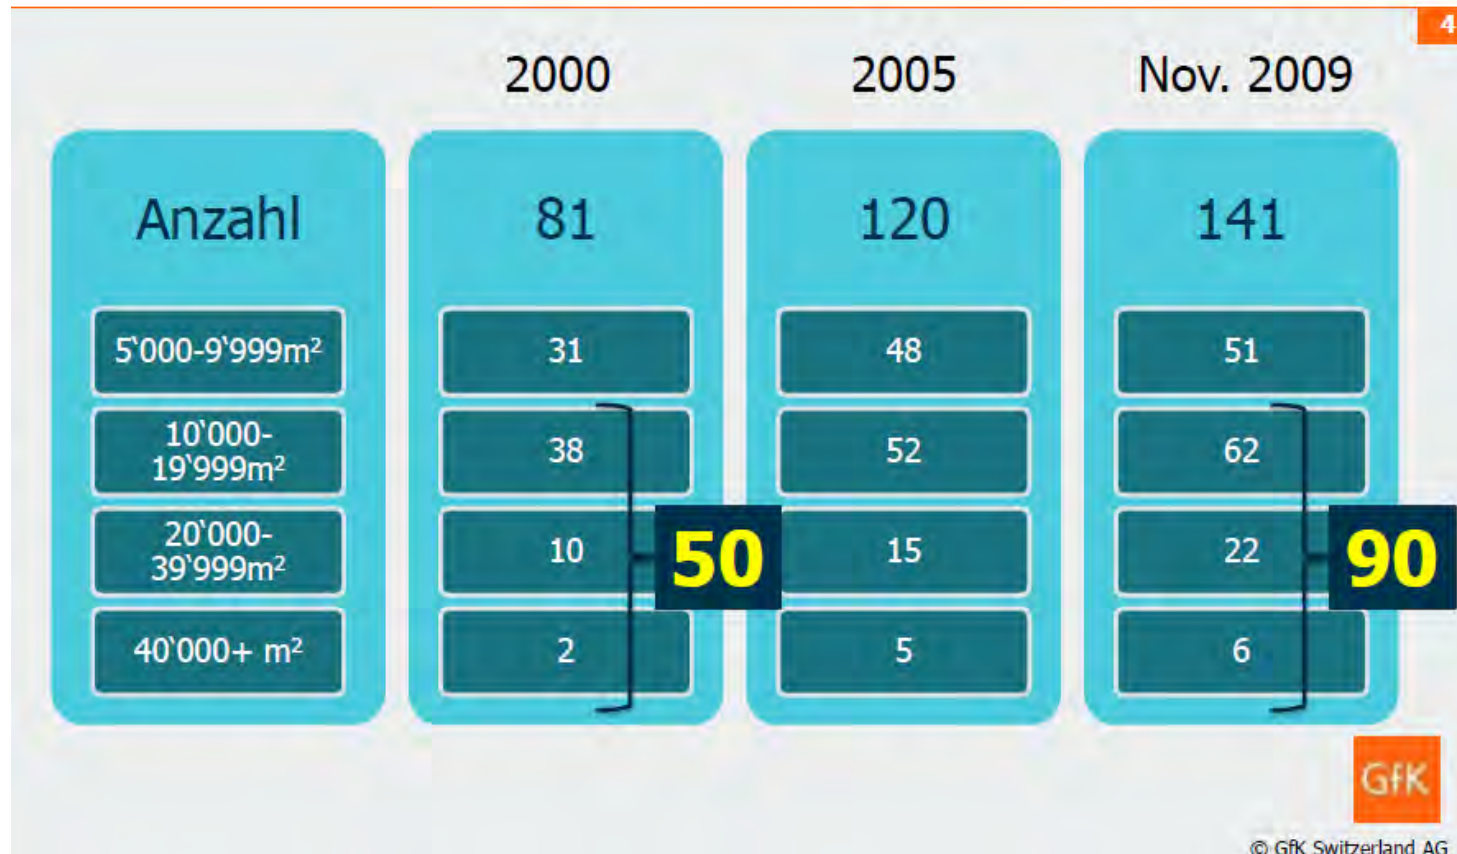 4
2000 2005 Nov. 2009
Anzahl 81 120 141
5‘000-9‘999m² 31 48 51
10‘000-
19‘999m² 38 52 62
20‘000-
39‘999m² 10 15 22
50 90
40‘000+ m² 2 5 6
GfK
© GfK Switzerland AG